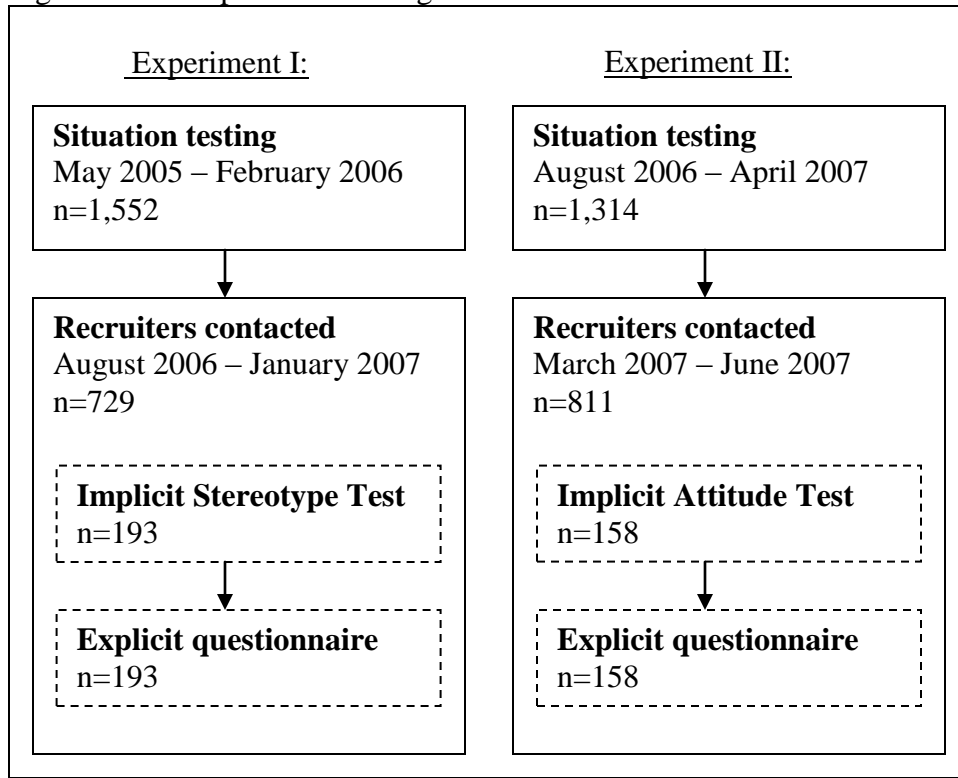 Experiment I:
Situation testing
May 2005 – February 2006
n=1,552
Recruiters contacted
August 2006 – January 2007
n=729
Implicit Stereotype Test
n=193
Explicit questionnaire
n=193
Experiment II:
Situation testing
August 2006 – April 2007
n=1,314
Recruiters contacted
March 2007 – June 2007
n=811
Implicit Attitude Test
n=158
Explicit questionnaire
n=158